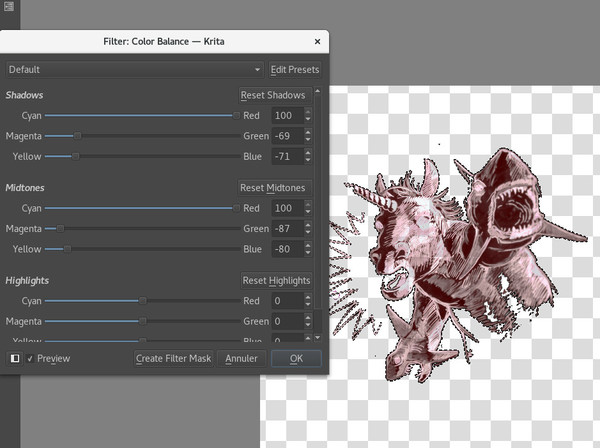 Filter: Color Balance — Krita
Default Edit Presets
Shadows Reset Shadows
Cyan Red 100
Magenta Green -69
Yellow Blue -71
Midtones Reset Midtones
Cyan Red 100
Magenta Green -87
Yellow Blue -80
Highlights Reset Highlights
Cyan Red 0
Magenta Green 0
Yellow Blue 0
Preview Create Filter Mask Annuler OK